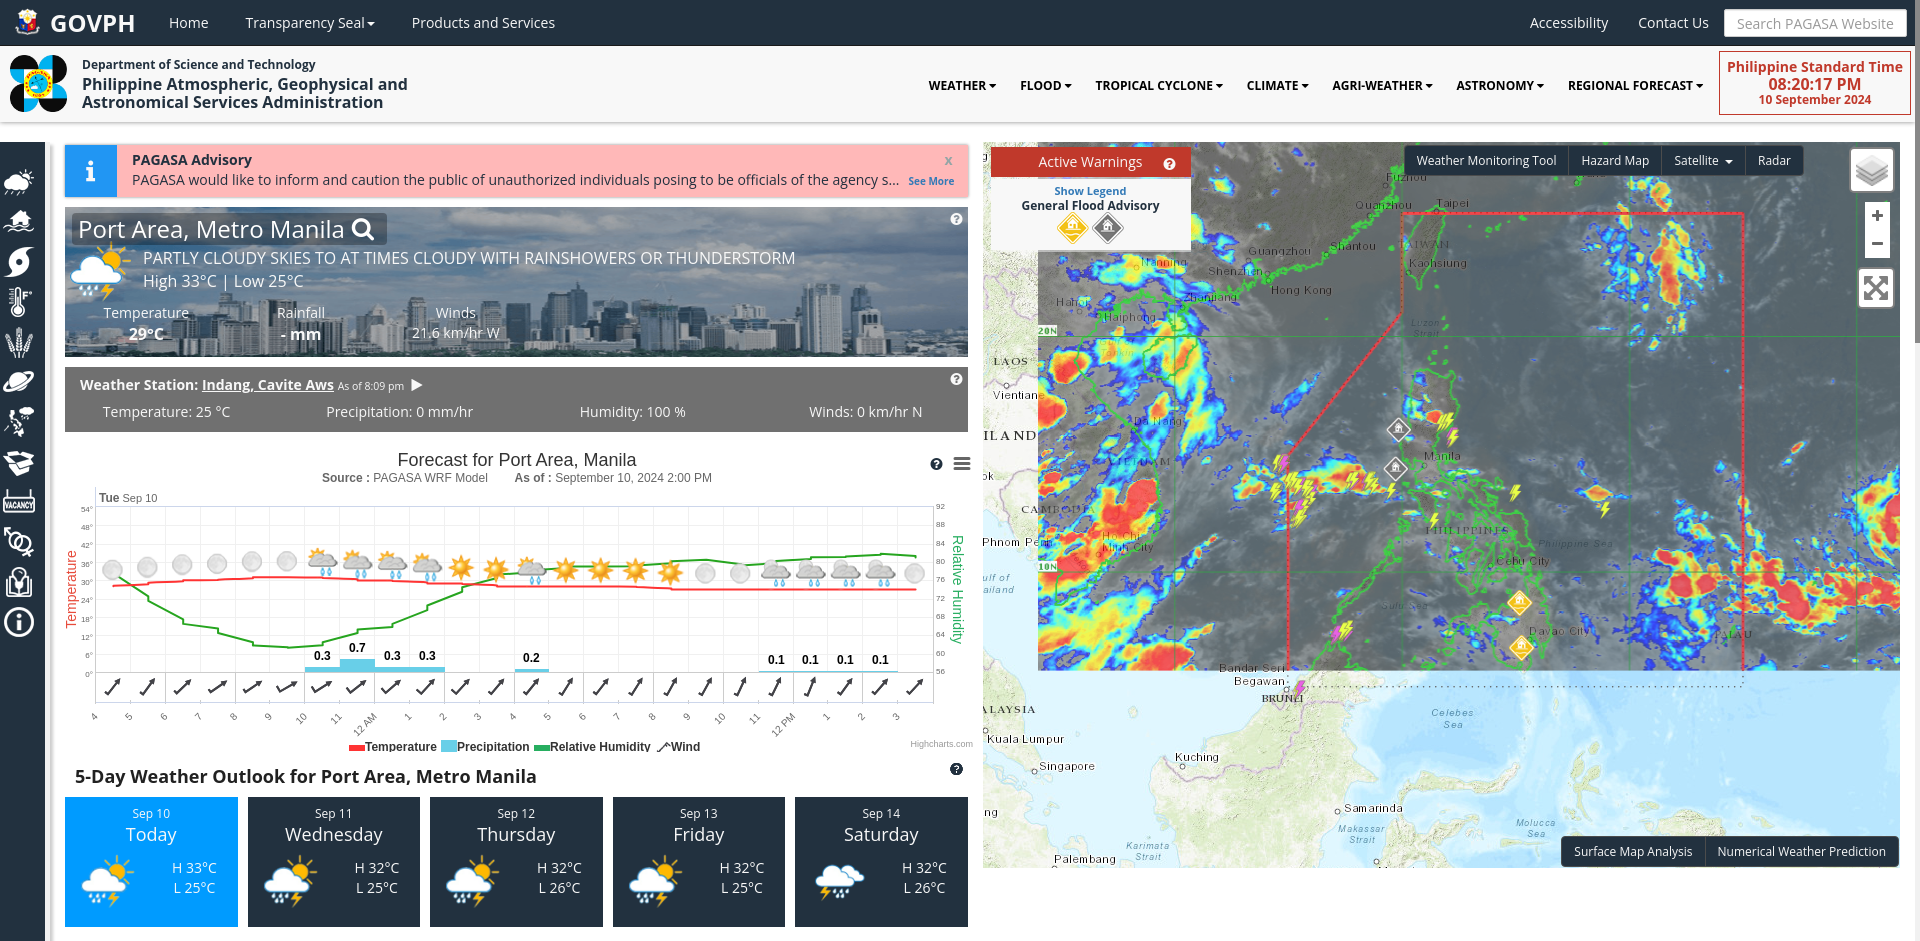 GOVPH
Home
Transparency Seal
Products and Services
Accessibility
Contact Us
Search PAGASA Website
Department of Science and Technology
Philippine Atmospheric, Geophysical and
Astronomical Services Administration
WEATHER
FLOOD
TROPICAL CYCLONE
CLIMATE
AGRI-WEATHER
ASTRONOMY
REGIONAL FORECAST
Philippine Standard Time
08:20:17 PM
10 September 2024
VACANCY
PAGASA Advisory
x
PAGASA would like to inform and caution the public of unauthorized individuals posing to be officials of the agency s...
See More
Port Area, Metro Manila
PARTLY CLOUDY SKIES TO AT TIMES CLOUDY WITH RAINSHOWERS OR THUNDERSTORM
High 33°C | Low 25°C
Temperature
Rainfall
Winds
29°C
- mm
21.6 km/hr W
Weather Station: Indang, Cavite Aws As of 8:09 pm
Temperature: 25 °C
Precipitation: 0 mm/hr
Humidity: 100 %
Winds: 0 km/hr N
Forecast for Port Area, Manila
Source : PAGASA WRF Model As of : September 10, 2024 2:00 PM
Tue Sep 10
Temperature
54°
48°
42°
36°
30°
24°
18°
12°
6°
0°
92
88
84
80
76
72
68
64
60
56
Relative Humidity
0.3 0.7 0.3 0.3 0.2 0.1 0.1 0.1 0.1
4 5 6 7 8 9 10 11 12 AM 1 2 3 4 5 6 7 8 9 10 11 12 PM 1 2 3
Temperature Precipitation Relative Humidity Wind
Highcharts.com
5-Day Weather Outlook for Port Area, Metro Manila
Sep 10
Today
H 33°C
L 25°C
Sep 11
Wednesday
H 32°C
L 25°C
Sep 12
Thursday
H 32°C
L 26°C
Sep 13
Friday
H 32°C
L 25°C
Sep 14
Saturday
H 32°C
L 26°C
Active Warnings
Show Legend
General Flood Advisory
Weather Monitoring Tool
Hazard Map
Satellite
Radar
+
−
Fuzhou
Quanzhou
Taipei
Guangzhou
Shantou
TAIWAN
Nanning
Shenzhen
Kaohsiung
Hong Kong
Zhanjiang
Haiphong
20N
Luzon
Strait
LAOS
Vientiane
Da Nang
ILAND
VIETNAM
Manila
ok
CAMBODIA
PHILIPPINES
Phnom Penh
Ho Chi
Minh City
Philippine Sea
Cebu City
10N
ulf of
ailand
Sulu Sea
Davao City
PALAU
Bandar Seri
Begawan
BRUNEI
ALAYSIA
Celebes
Sea
Kuala Lumpur
Kuching
Singapore
Samarinda
ng
Makassar
Strait
Molucca
Sea
Karimata
Strait
Palembang
Surface Map Analysis
Numerical Weather Prediction